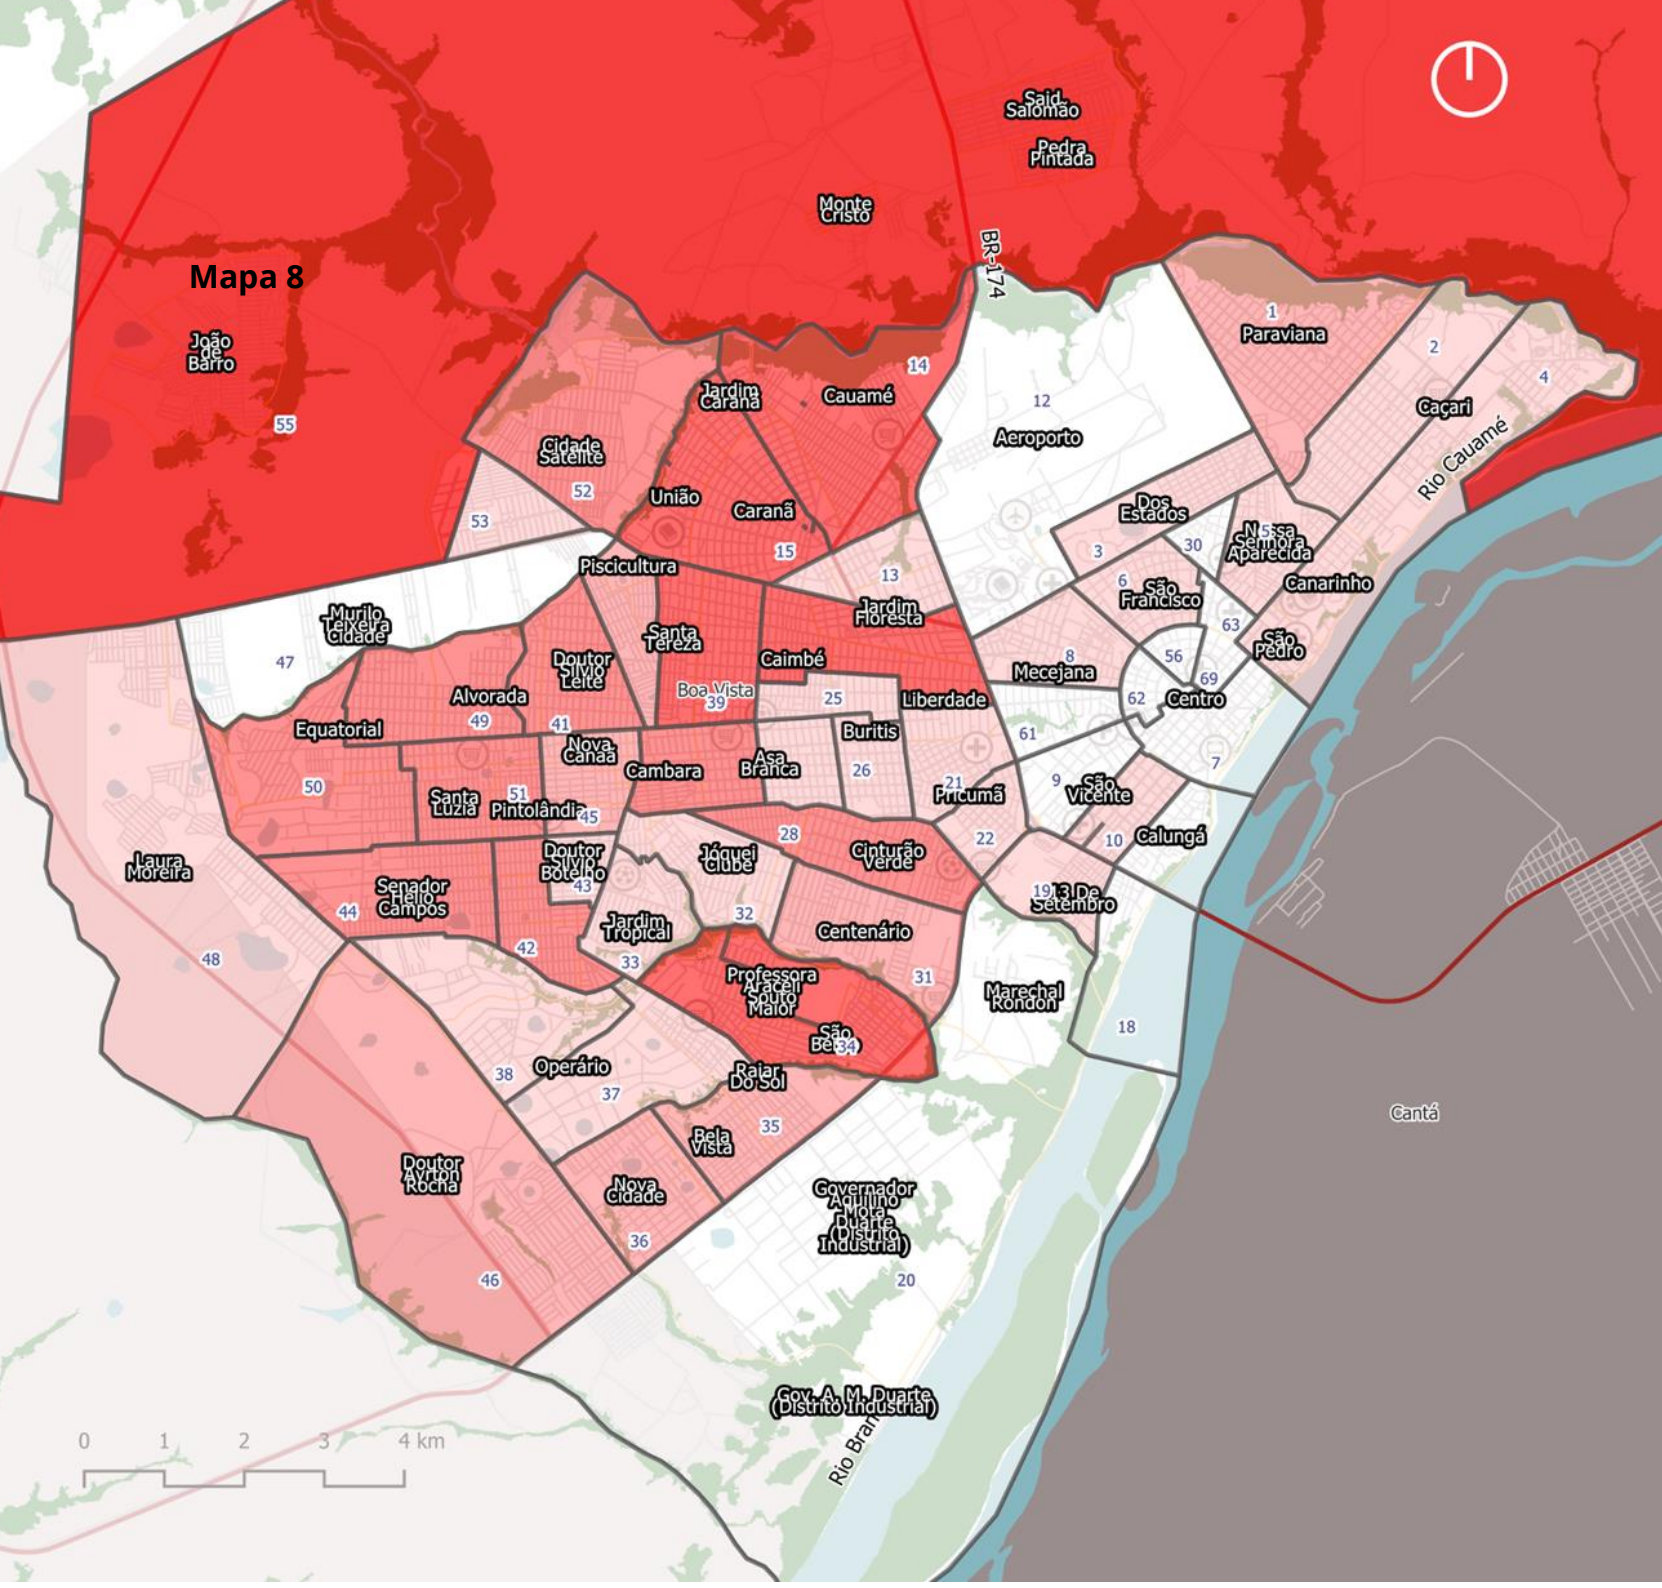 Said
Salomão
Pedra
Pintada
Monte
Cristo
BR-174
Mapa 8
João
de
Barro
55
1
Paraviana
2
4
Caçari
Rio Cauamé
14
Jardim
Caranã
Cauamé
12
Aeroporto
Cidade
Satélite
52
União
Caranã
53
15
Dos
Estados
3
30
5
Nossa
Senhora
Aparecida
Piscicultura
13
6
São
Francisco
Canarinho
Jardim
Floresta
63
Murilo
Teixeira
Cidade
47
Santa
Tereza
Caimbé
Doutor
Silvio
Leite
8
Mecejana
56
São
Pedro
69
62
Centro
Alvorada
49
41
Boa Vista
39
25
Liberdade
Equatorial
Nova
Canaã
Buritis
61
7
Cambara
Asa
Branca
26
50
Santa
Luzia
51
Pintolândia
45
21
Pricumã
9
São
Vicente
28
Cinturão
Verde
22
10
Calungá
Laura
Moreira
Doutor
Silvio
Botelho
43
Jóquei
Clube
Senador
Hélio
Campos
44
19
13 De
Setembro
32
Jardim
Tropical
Centenário
42
33
48
31
Professora
Araceli
Souto
Maior
Marechal
Rondon
São
Bento
34
18
38
Operário
37
Raiar
Do Sol
35
Cantá
Bela
Vista
Doutor
Ayrton
Rocha
Nova
Cidade
36
46
Governador
Aquilino
Mota
Duarte
(Distrito
Industrial)
20
Gov. A. M. Duarte
(Distrito Industrial)
Rio Bran
0 1 2 3 4 km